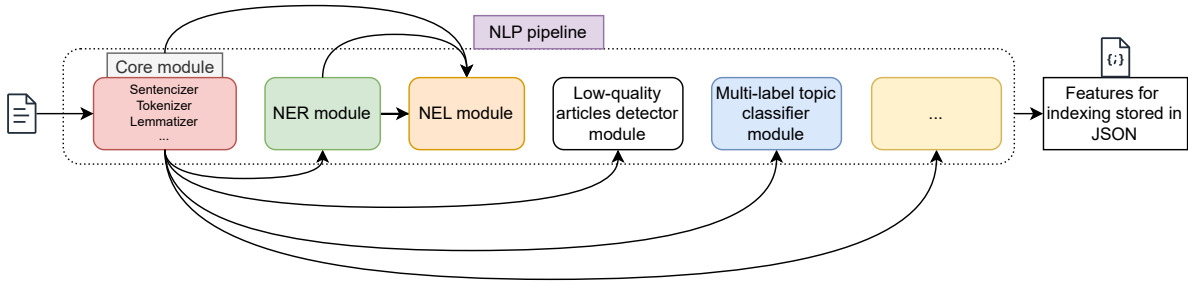 NLP pipeline
Core module
Sentencizer
Tokenizer
Lemmatizer
...
NER module
NEL module
Low-quality
articles detector
module
Multi-label topic
classifier
module
...
{;}
Features for
indexing stored in
JSON